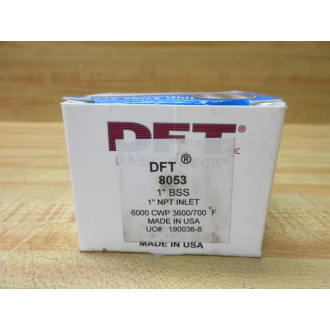 DFT
DFT ®
8053
1" BSS
1" NPT INLET
6000 CWP 3600/700 °F
MADE IN USA
UC#: 190036-8
MADE IN USA